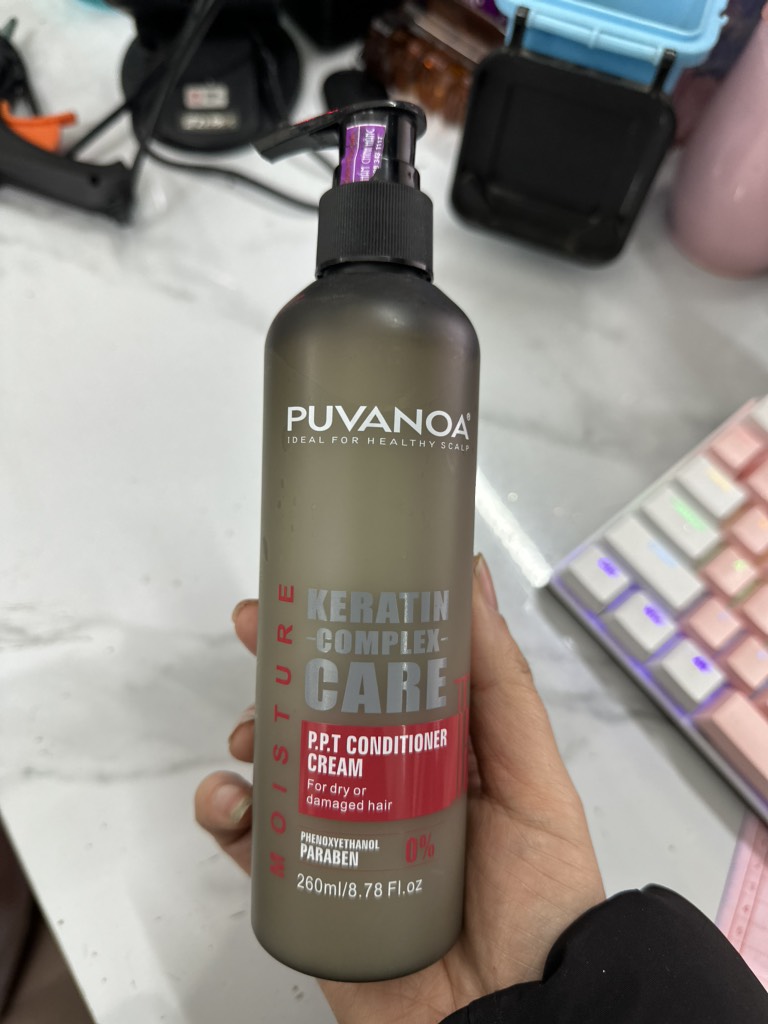 PUVANOA®
IDEAL FOR HEALTHY SCALP
MOISTURE
KERATIN
-COMPLEX-
CARE
P.P.T CONDITIONER
CREAM
For dry or
damaged hair
PHENOXYETHANOL
PARABEN
0%
260ml/8.78 Fl.oz